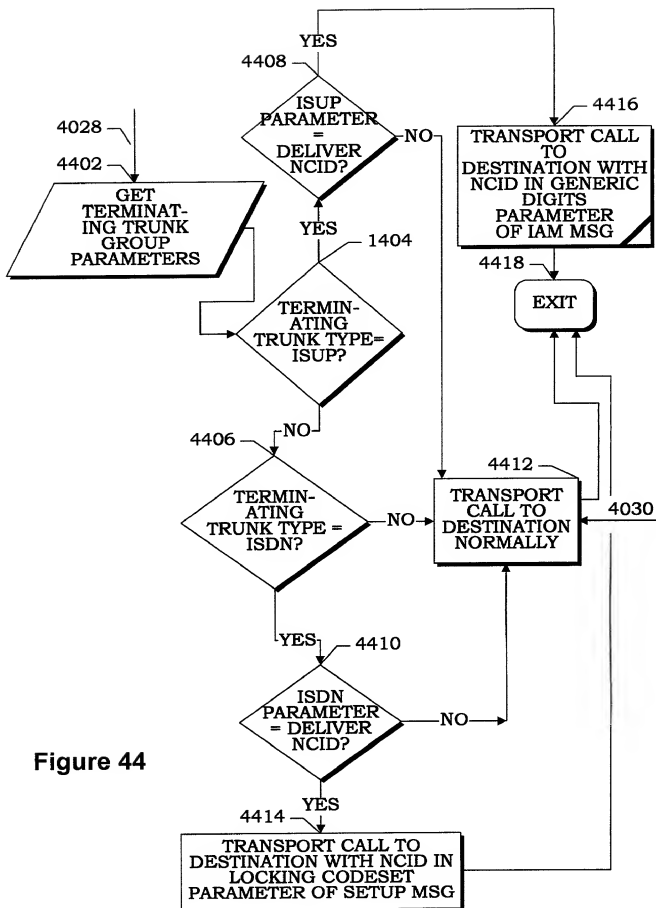 YES
4408
ISUP
PARAMETER
=
DELIVER
NCID?
NO
4416
TRANSPORT CALL
TO
DESTINATION WITH
NCID IN GENERIC
DIGITS
PARAMETER
OF IAM MSG
4028
4402
GET
TERMINAT-
ING TRUNK
GROUP
PARAMETERS
YES
1404
4418
EXIT
TERMIN-
ATING
TRUNK TYPE=
ISUP?
NO
4406
TERMIN-
ATING
TRUNK TYPE =
ISDN?
NO
4412
TRANSPORT
CALL TO
DESTINATION
NORMALLY
4030
YES
4410
ISDN
PARAMETER
= DELIVER
NCID?
NO
Figure 44
YES
4414
TRANSPORT CALL TO
DESTINATION WITH NCID IN
LOCKING CODESET
PARAMETER OF SETUP MSG